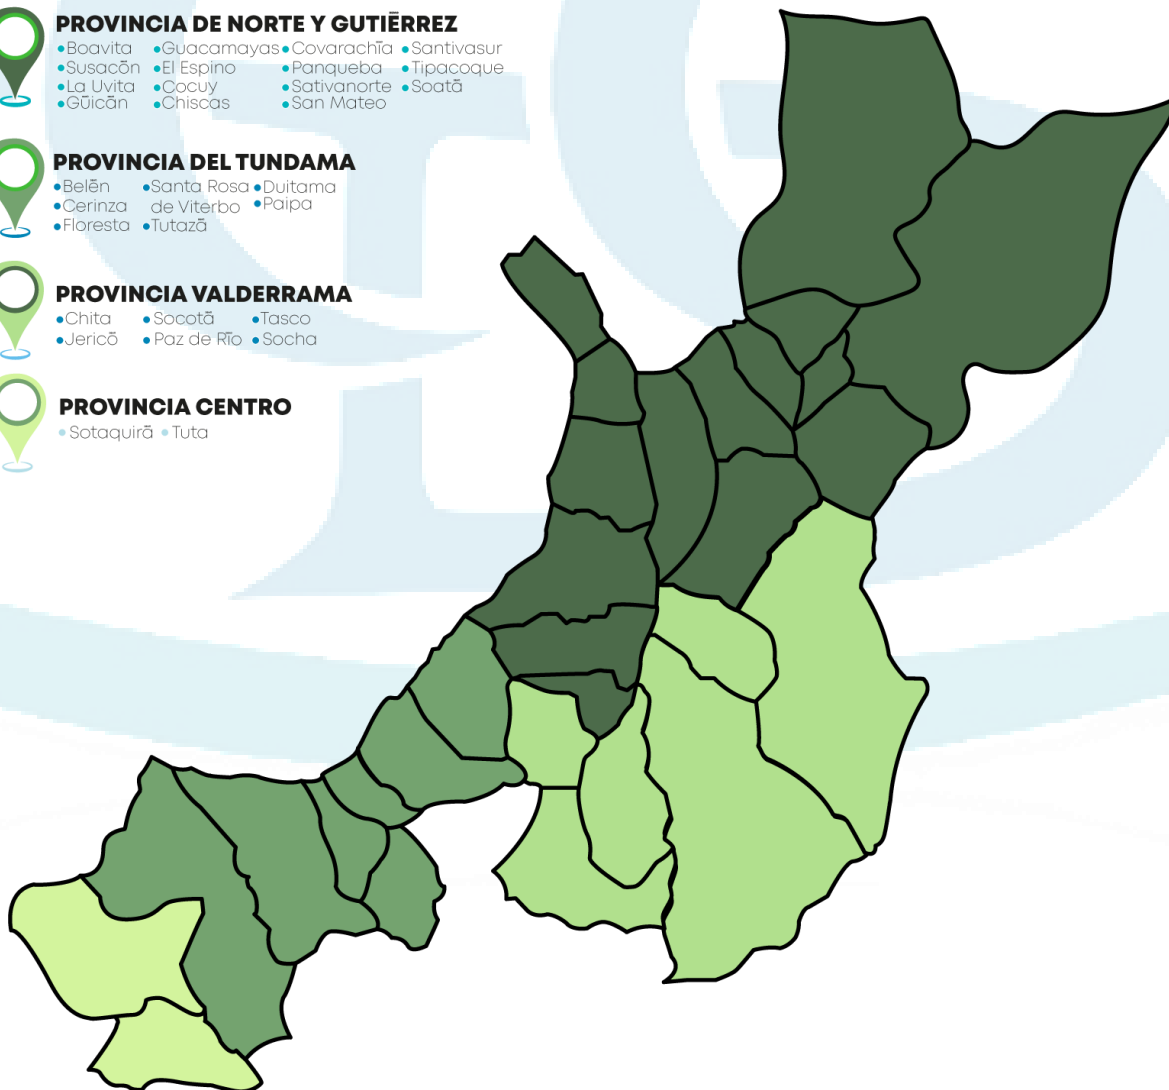 PROVINCIA DE NORTE Y GUTIĒRREZ
•Boavita •Guacamayas •Covarachīa •Santivasur
•Susacōn •El Espino •Panqueba •Tipacoque
•La Uvita •Cocuy •Sativanorte •Soatā
•Gūicān •Chiscas •San Mateo
PROVINCIA DEL TUNDAMA
•Belēn •Santa Rosa •Duitama
•Cerinza de Viterbo •Paipa
•Floresta •Tutazā
PROVINCIA VALDERRAMA
•Chita •Socotā •Tasco
•Jericō •Paz de Rīo •Socha
PROVINCIA CENTRO
•Sotaquirā •Tuta